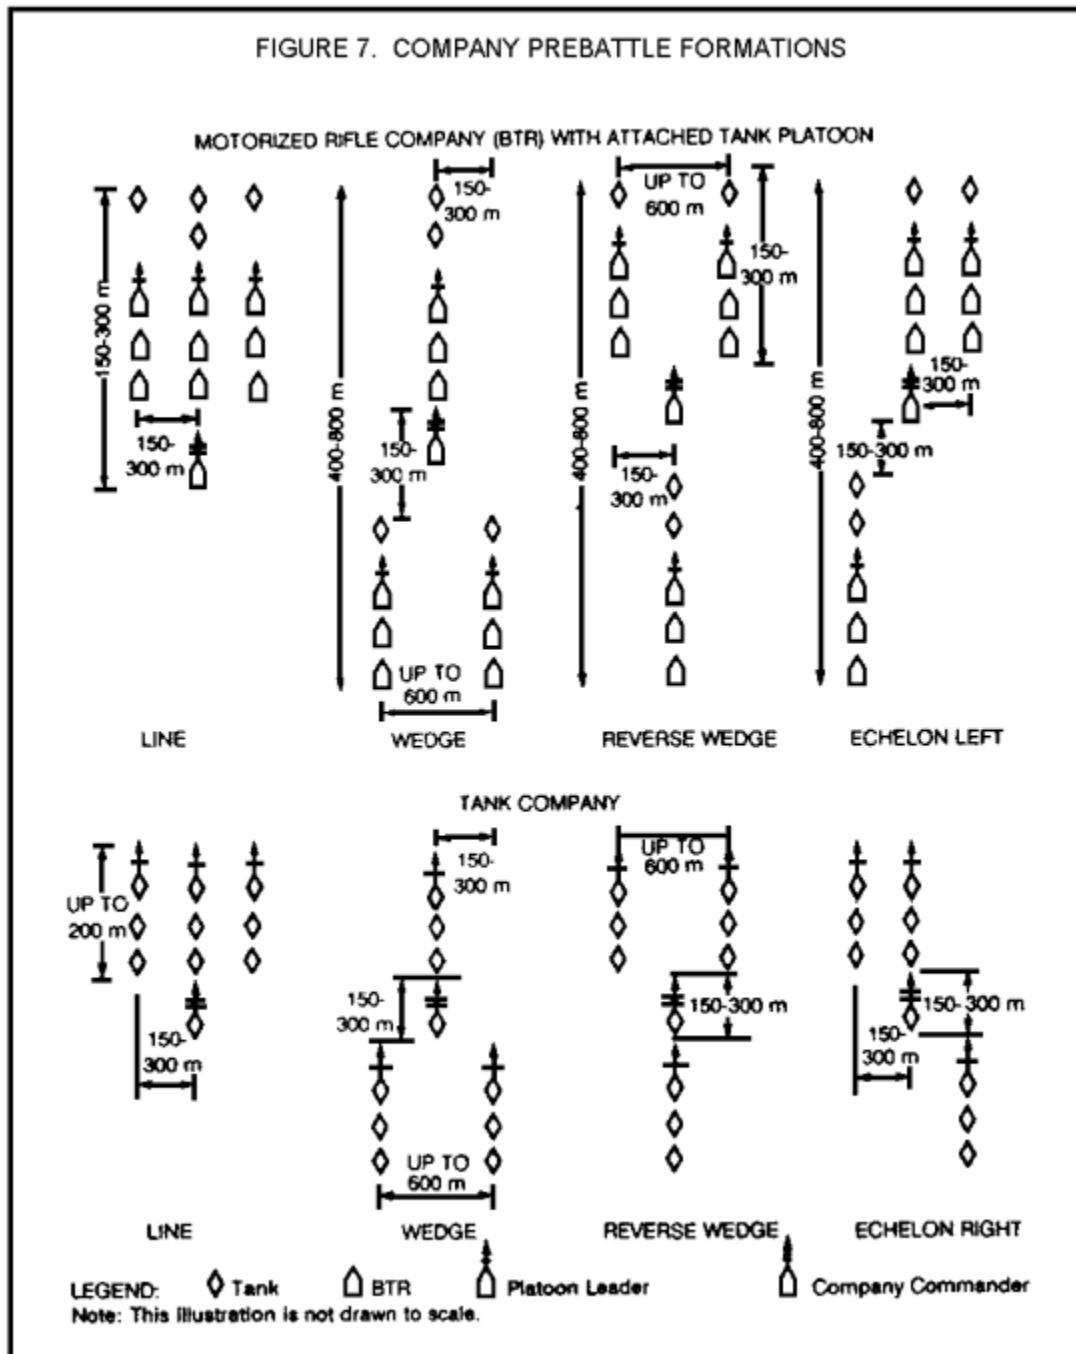 FIGURE 7. COMPANY PREBATTLE FORMATIONS
MOTORIZED RIFLE COMPANY (BTR) WITH ATTACHED TANK PLATOON
150-300 m
150-
300 m
400-800 m
150-
300 m
150-
300 m
UP TO
600 m
400-800 m
UP TO
600 m
150-
300 m
150-
300 m
400-800 m
150-
300 m
150-300 m
LINE
WEDGE
REVERSE WEDGE
ECHELON LEFT
TANK COMPANY
UP TO
200 m
150-
300 m
150-
300 m
150-
300 m
UP TO
600 m
UP TO
600 m
150-300 m
150-300 m
150-
300 m
LINE
WEDGE
REVERSE WEDGE
ECHELON RIGHT
LEGEND: Tank BTR Platoon Leader Company Commander
Note: This illustration is not drawn to scale.